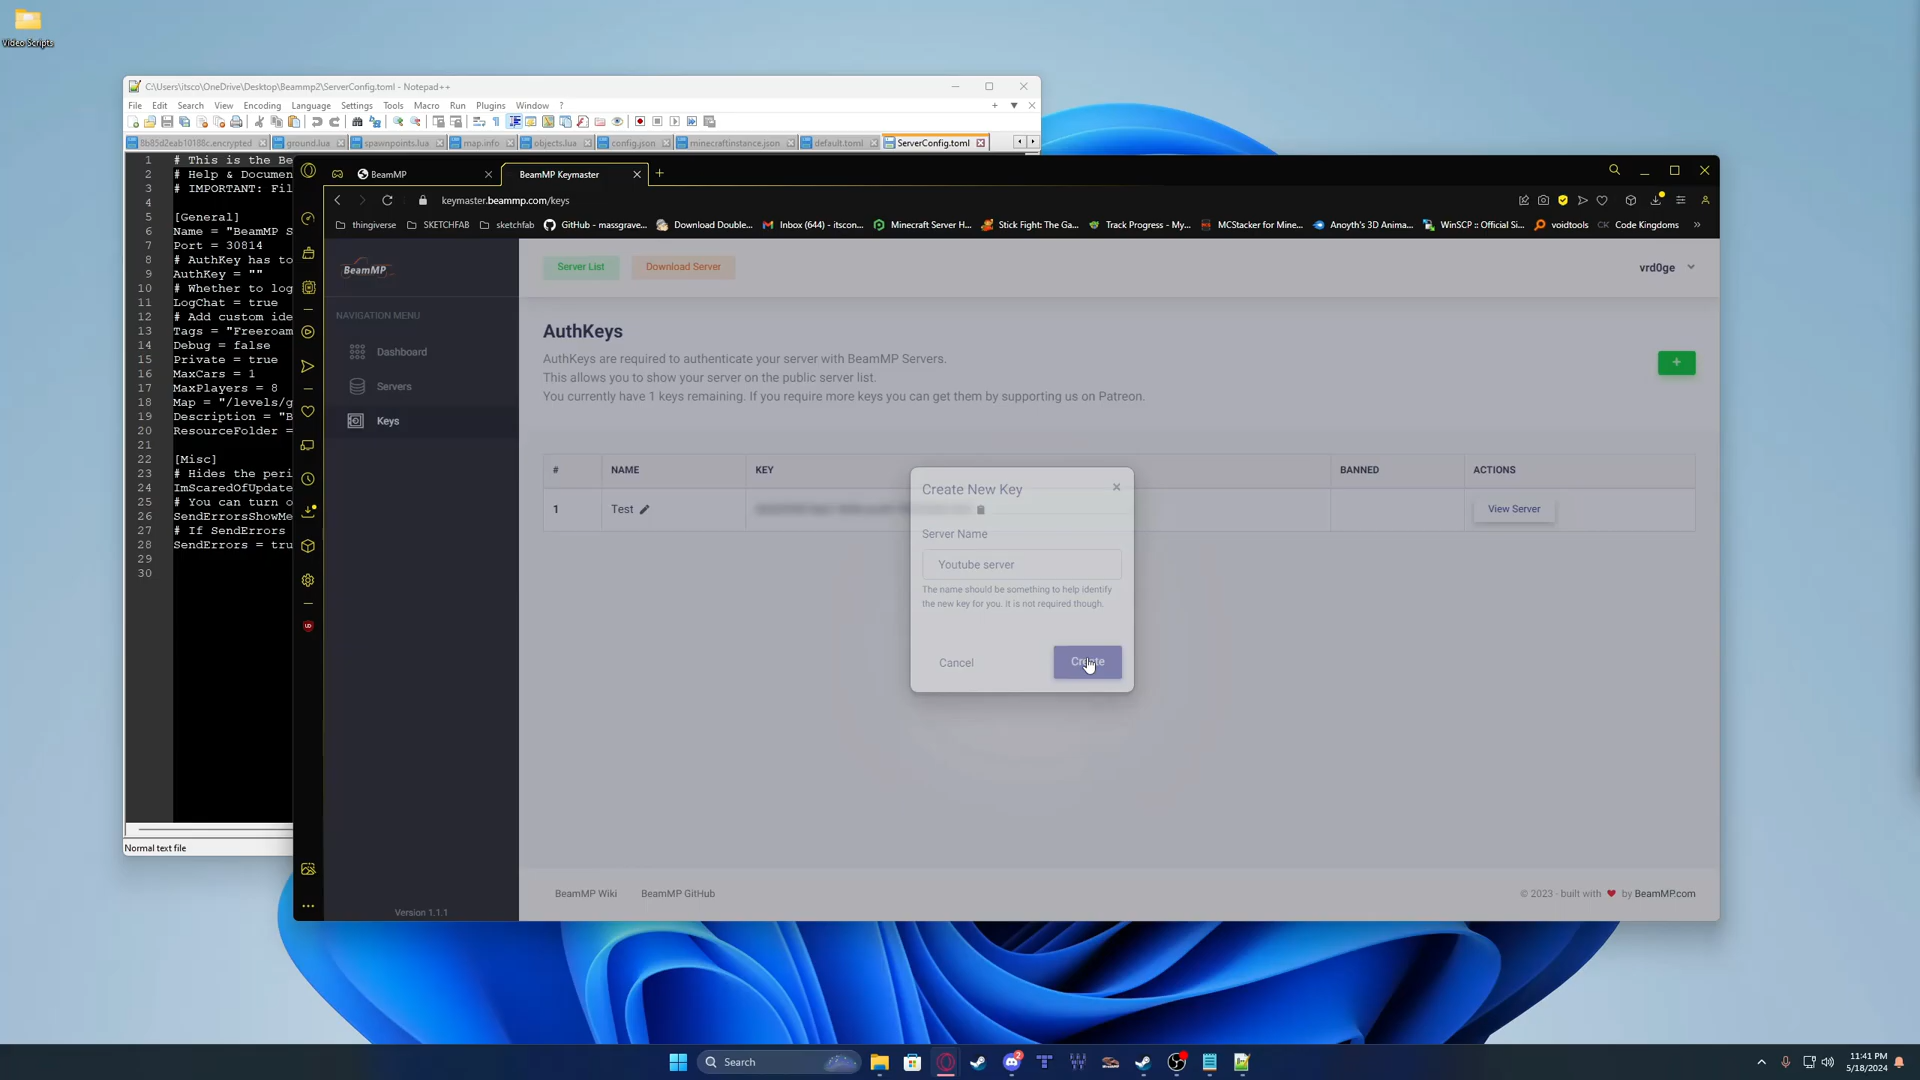 Video Scripts
C:\Users\itsco\OneDrive\Desktop\Beammp2\ServerConfig.toml - Notepad++
File Edit Search View Encoding Language Settings Tools Macro Run Plugins Window ?
8b85d2eab10188c.encrypted ground.lua spawnpoints.lua map.info objects.lua config.json minecraftinstance.json default.toml ServerConfig.toml
1 # This is the Be
2 # Help & Documen
3 # IMPORTANT: Fil
4
5 [General]
6 Name = "BeamMP S
7 Port = 30814
8 # AuthKey has to
9 AuthKey = ""
10 # Whether to log
11 LogChat = true
12 # Add custom ide
13 Tags = "Freeroam
14 Debug = false
15 Private = true
16 MaxCars = 1
17 MaxPlayers = 8
18 Map = "/levels/g
19 Description = "B
20 ResourceFolder =
21
22 [Misc]
23 # Hides the peri
24 ImScaredOfUpdate
25 # You can turn o
26 SendErrorsShowMe
27 # If SendErrors
28 SendErrors = tru
29
30
Normal text file
BeamMP BeamMP Keymaster
keymaster.beammp.com/keys
thingiverse SKETCHFAB sketchfab GitHub - massgrave... Download Double... Inbox (644) - itscon... Minecraft Server H... Stick Fight: The Ga... Track Progress - My... MCStacker for Mine... Anoyth's 3D Anima... WinSCP :: Official Si... voidtools CK Code Kingdoms »
BeamMP
Server List Download Server vrd0ge
NAVIGATION MENU
Dashboard
Servers
Keys
Version 1.1.1
AuthKeys
AuthKeys are required to authenticate your server with BeamMP Servers.
This allows you to show your server on the public server list.
You currently have 1 keys remaining. If you require more keys you can get them by supporting us on Patreon.
+
# NAME KEY BANNED ACTIONS
1 Test View Server
Create New Key ×
Server Name
Youtube server
The name should be something to help identify
the new key for you. It is not required though.
Cancel Create
BeamMP Wiki BeamMP GitHub © 2023 - built with ♥ by BeamMP.com
Search
2
11:41 PM
5/18/2024